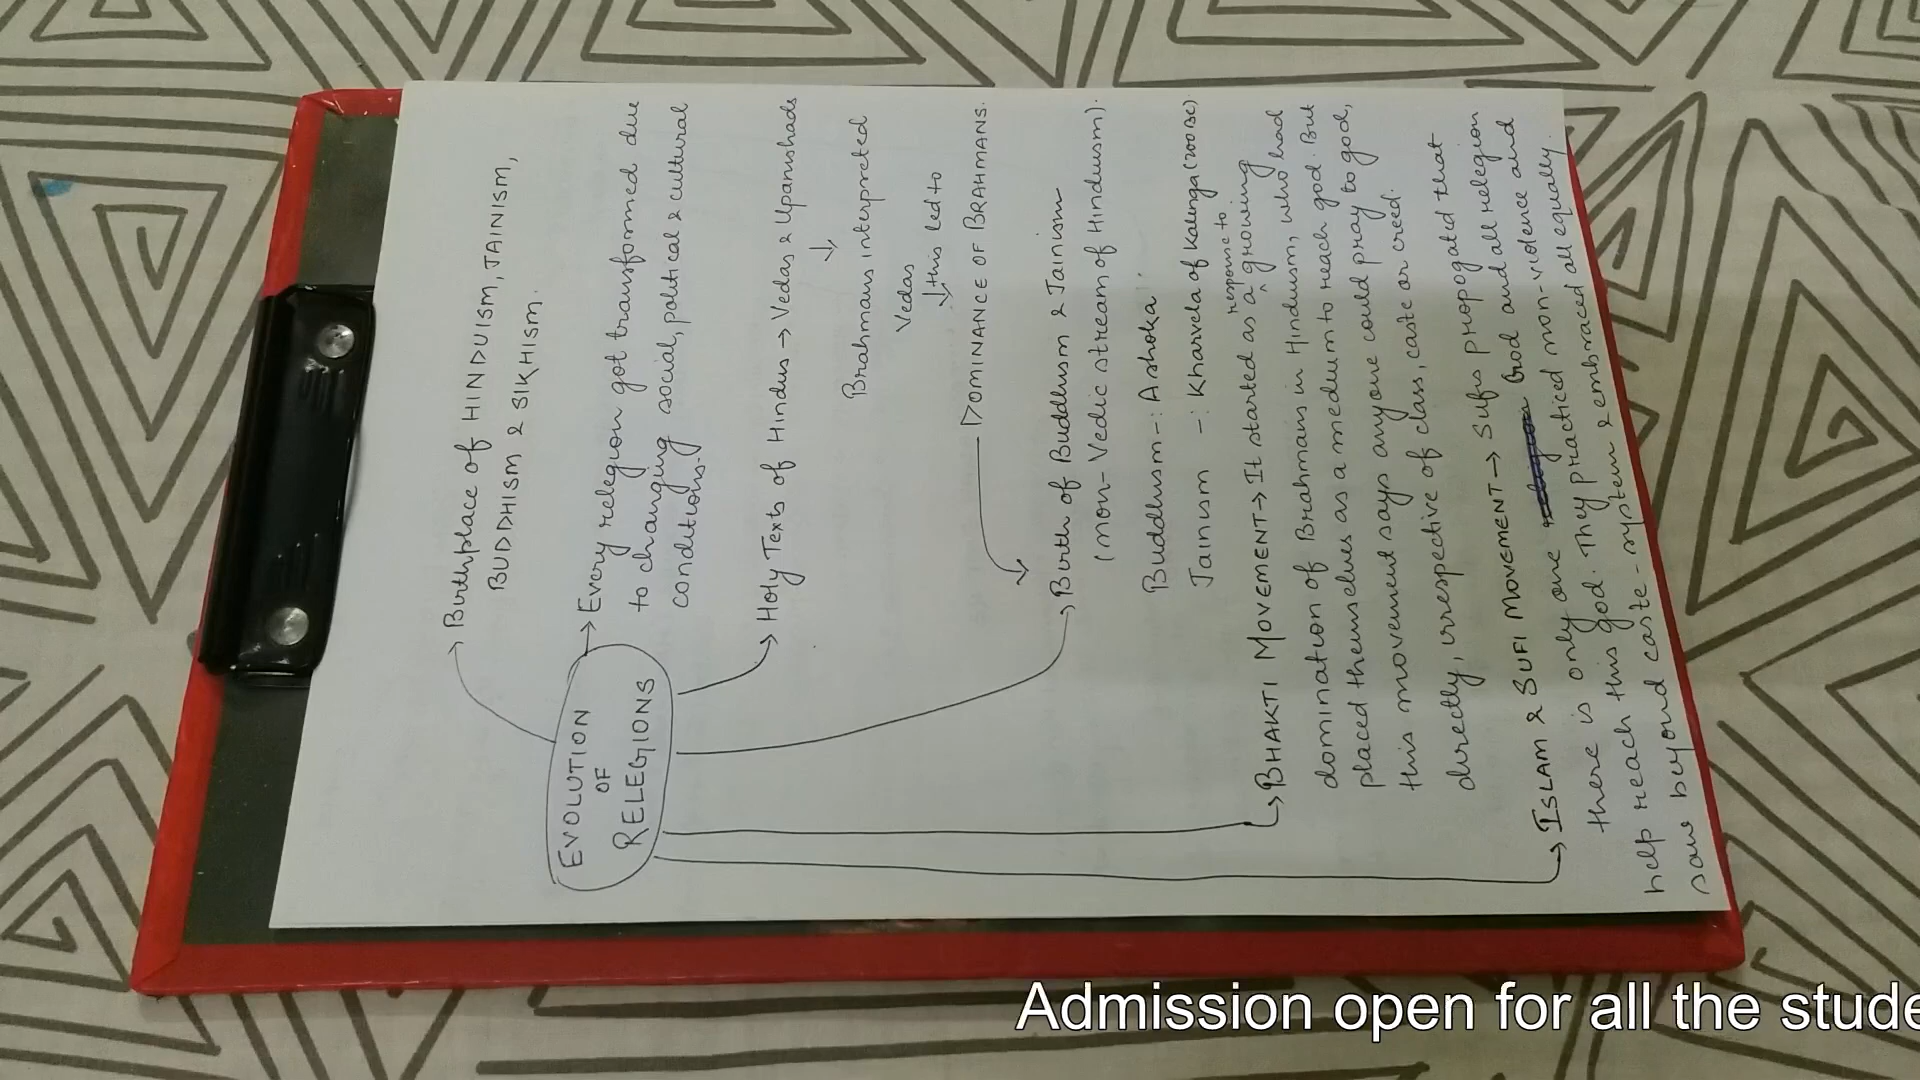 → Birthplace of HINDUISM, JAINISM,
BUDDHISM & SIKHISM.
EVOLUTION
OF
RELEGIONS
→ Every relegion got transformed due
to changing social, political & cultural
conditions.
→ Holy Texts of Hindus → Vedas & Upanishads
↓
Brahmans interpreted
Vedas
↓ this led to
DOMINANCE OF BRAHMANS.
→ Birth of Buddhism & Jainism
(non-Vedic stream of Hinduism).
Buddhism -: Ashoka.
Jainism -: Kharvela of Kalinga (200BC).
response to
→ BHAKTI MOVEMENT → It started as a ^ growing
domination of Brahmans in Hinduism, who had
placed themselves as a medium to reach god. But
this movement says anyone could pray to god,
directly, irrespective of class, caste or creed.
→ ISLAM & SUFI MOVEMENT → Sufis propogated that
there is only one God and all relegion
help reach this god. They practiced non-violence and
saw beyond caste-system & embraced all equally.
Admission open for all the stude